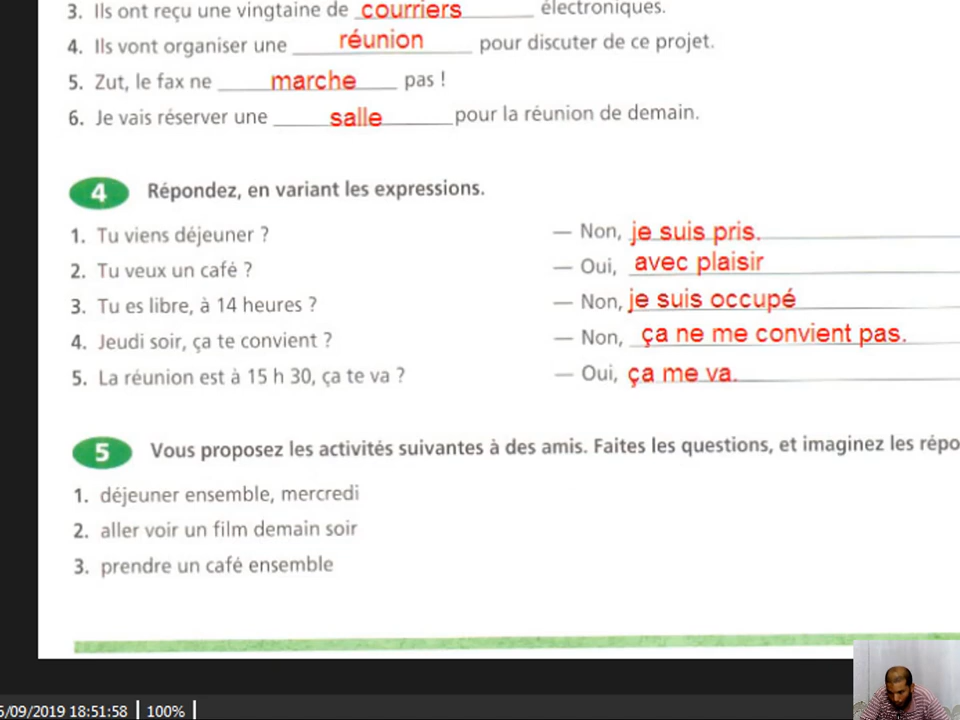 3. Ils ont reçu une vingtaine de courriers électroniques.
4. Ils vont organiser une réunion pour discuter de ce projet.
5. Zut, le fax ne marche pas !
6. Je vais réserver une salle pour la réunion de demain.
4 Répondez, en variant les expressions.
1. Tu viens déjeuner ? — Non, je suis pris.
2. Tu veux un café ? — Oui, avec plaisir
3. Tu es libre, à 14 heures ? — Non, je suis occupé
4. Jeudi soir, ça te convient ? — Non, ça ne me convient pas.
5. La réunion est à 15 h 30, ça te va ? — Oui, ça me va.
5 Vous proposez les activités suivantes à des amis. Faites les questions, et imaginez les répo
1. déjeuner ensemble, mercredi
2. aller voir un film demain soir
3. prendre un café ensemble
/09/2019 18:51:58 | 100% |